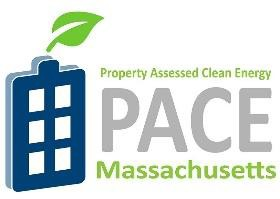 Property Assessed Clean Energy
PACE
Massachusetts